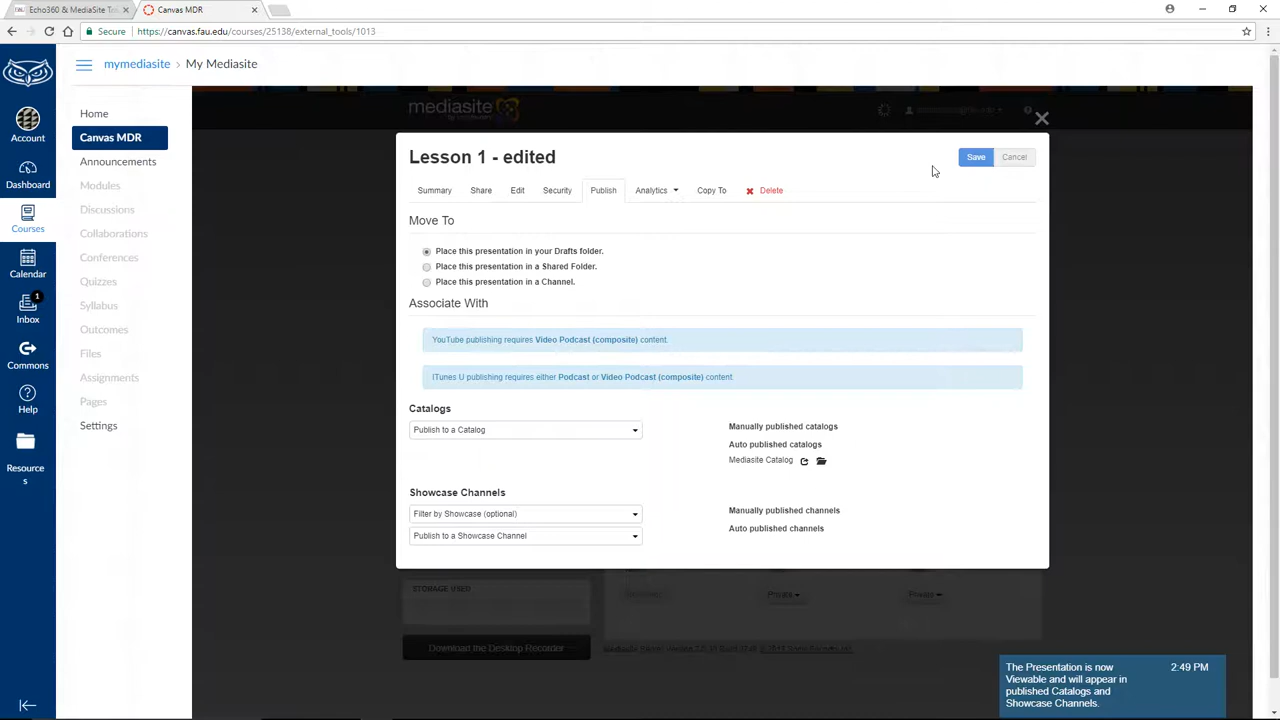 Echo360 & MediaSite Tai
Canvas MDR
Secure
https://canvas.fau.edu/courses/25138/external_tools/1013
mymediasite › My Mediasite
Account
Dashboard
Courses
Calendar
1
Inbox
Commons
Help
Resource
s
Home
Canvas MDR
Announcements
Modules
Discussions
Collaborations
Conferences
Quizzes
Syllabus
Outcomes
Files
Assignments
Pages
Settings
mediasite
Lesson 1 - edited
Save
Cancel
Summary
Share
Edit
Security
Publish
Analytics
Copy To
Delete
Move To
Place this presentation in your Drafts folder.
Place this presentation in a Shared Folder.
Place this presentation in a Channel.
Associate With
YouTube publishing requires Video Podcast (composite) content.
ITunes U publishing requires either Podcast or Video Podcast (composite) content.
Catalogs
Publish to a Catalog
Manually published catalogs
Auto published catalogs
Mediasite Catalog
Showcase Channels
Filter by Showcase (optional)
Publish to a Showcase Channel
Manually published channels
Auto published channels
STORAGE USED
Private
Private
Download the Desktop Recorder
The Presentation is now
Viewable and will appear in
published Catalogs and
Showcase Channels.
2:49 PM